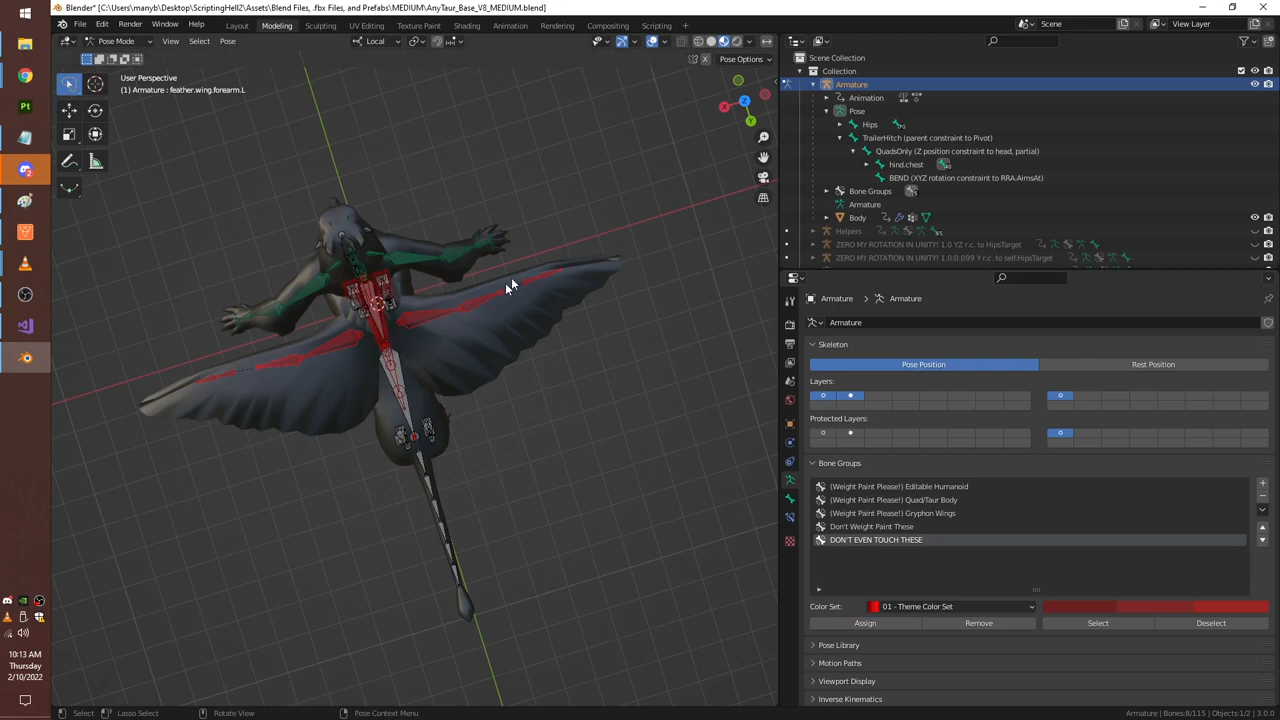 Blender* [C:\Users\manyb\Desktop\ScriptingHell2\Assets\Blend Files, .fbx Files, and Prefabs\MEDIUM\AnyTaur_Base_V8_MEDIUM.blend]
File Edit Render Window Help Layout Modeling Sculpting UV Editing Texture Paint Shading Animation Rendering Compositing Scripting Scene View Layer
Pose Mode View Select Pose Local
X Pose Options
User Perspective
(1) Armature : feather.wing.forearm.L
X Z Y
Scene Collection
Collection
Armature
Animation
Pose
Hips
TrailerHitch (parent constraint to Pivot)
QuadsOnly (Z position constraint to head, partial)
hind.chest
BEND (XYZ rotation constraint to RRA.AimsAt)
Bone Groups
Armature
Body
Helpers
ZERO MY ROTATION IN UNITY! 1.0 YZ r.c. to HipsTarget
ZERO MY ROTATION IN UNITY! 1.0:0.099 Y r.c. to self:HipsTarget
Armature Armature
Armature
Skeleton
Pose Position Rest Position
Layers:
Protected Layers:
Bone Groups
(Weight Paint Please!) Editable Humanoid
(Weight Paint Please!) Quad/Taur Body
(Weight Paint Please!) Gryphon Wings
Don't Weight Paint These
DON'T EVEN TOUCH THESE
Color Set: 01 - Theme Color Set
Assign Remove Select Deselect
Pose Library
Motion Paths
Viewport Display
Inverse Kinematics
Pt
10:13 AM
Thursday
2/10/2022
Select Lasso Select Rotate View Pose Context Menu Armature | Bones:8/115 | Objects:1/2 | 3.0.0